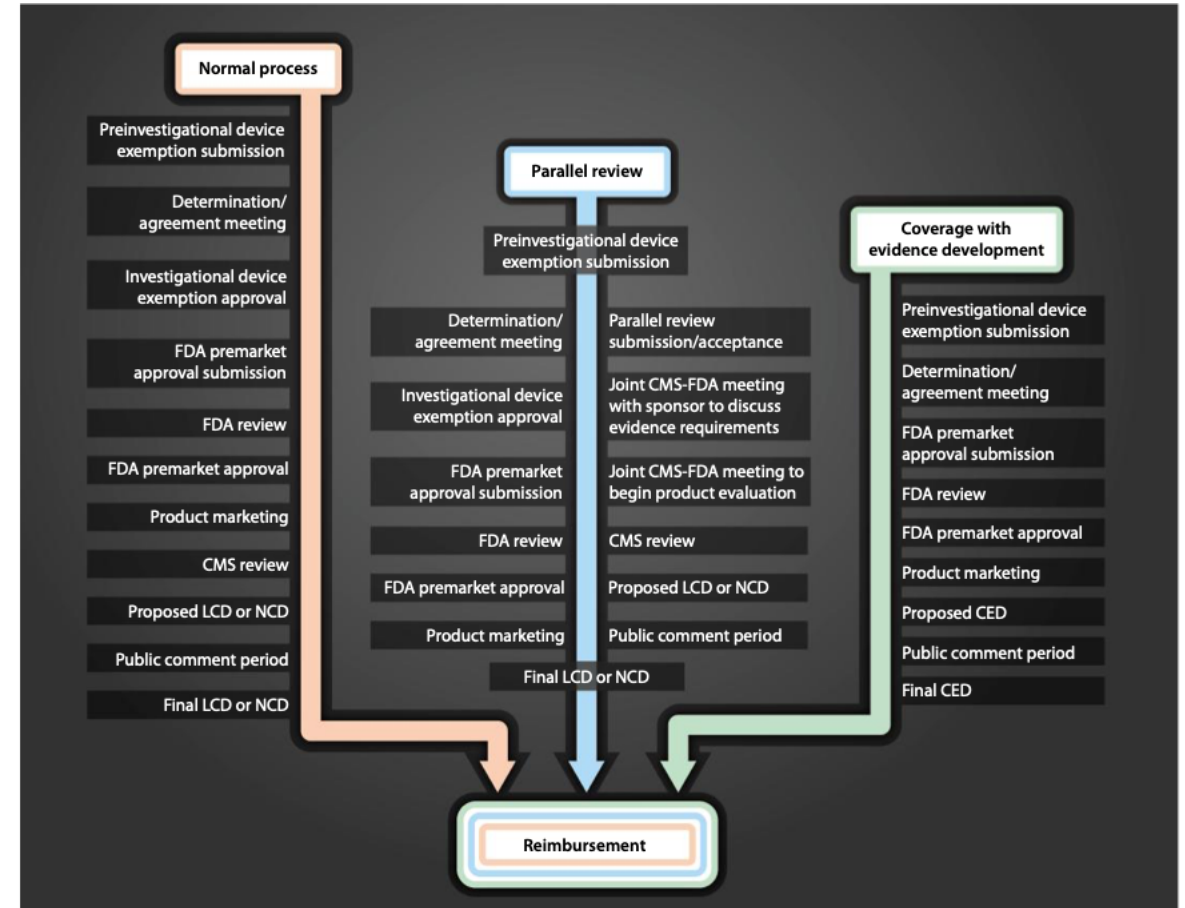 Normal process
Preinvestigational device
exemption submission
Determination/
agreement meeting
Investigational device
exemption approval
FDA premarket
approval submission
FDA review
FDA premarket approval
Product marketing
CMS review
Proposed LCD or NCD
Public comment period
Final LCD or NCD
Parallel review
Preinvestigational device
exemption submission
Determination/
agreement meeting
Parallel review
submission/acceptance
Investigational device
exemption approval
Joint CMS-FDA meeting
with sponsor to discuss
evidence requirements
FDA premarket
approval submission
Joint CMS-FDA meeting to
begin product evaluation
FDA review
CMS review
FDA premarket approval
Proposed LCD or NCD
Product marketing
Public comment period
Final LCD or NCD
Coverage with
evidence development
Preinvestigational device
exemption submission
Determination/
agreement meeting
FDA premarket
approval submission
FDA review
FDA premarket approval
Product marketing
Proposed CED
Public comment period
Final CED
Reimbursement